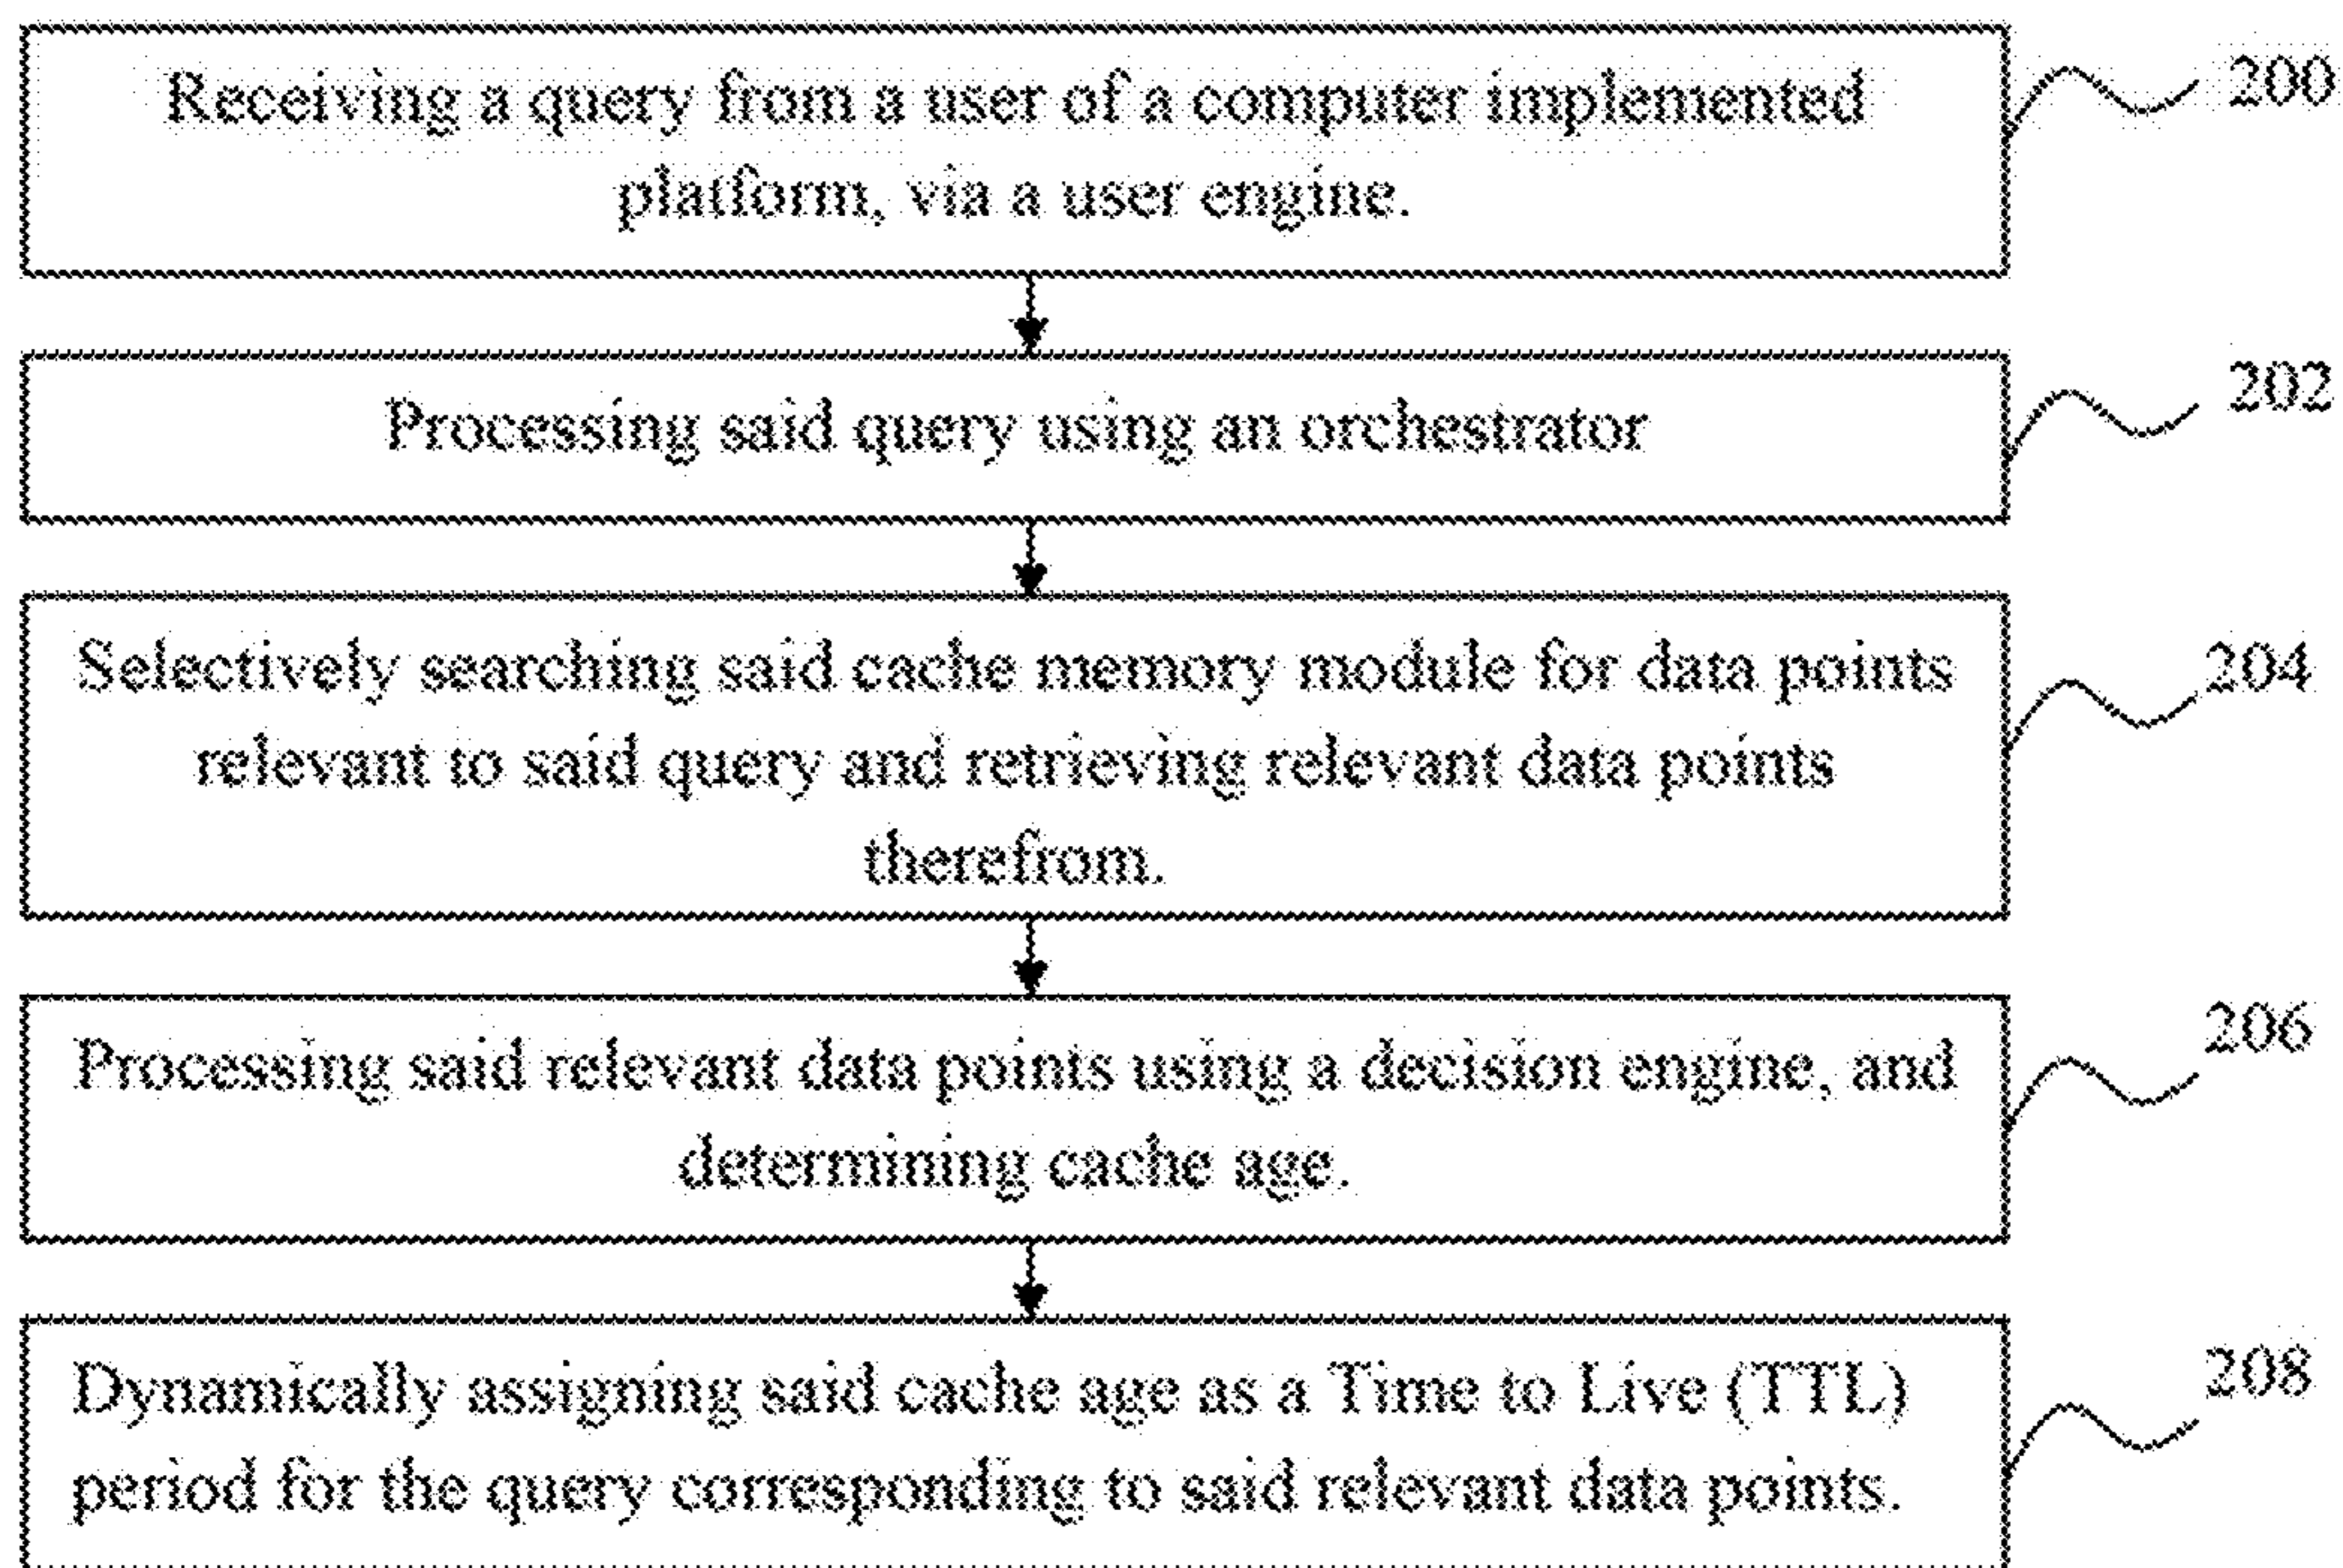 Receiving a query from a user of a computer implemented
platform, via a user engine.
200
Processing said query using an orchestrator
202
Selectively searching said cache memory module for data points
relevant to said query and retrieving relevant data points
therefrom.
204
Processing said relevant data points using a decision engine, and
determining cache age.
206
Dynamically assigning said cache age as a Time to Live (TTL)
period for the query corresponding to said relevant data points.
208